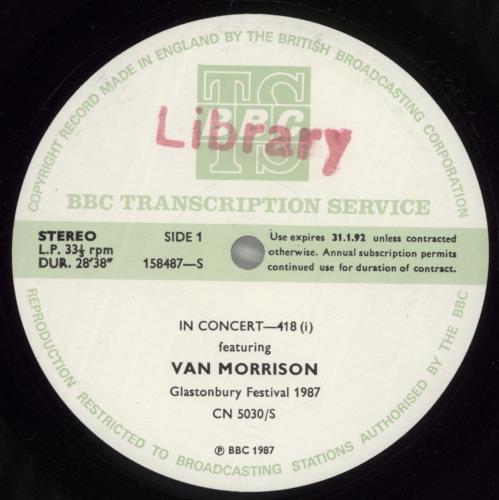 COPYRIGHT RECORD MADE IN ENGLAND BY THE BRITISH BROADCASTING CORPORATION
TS
BBC
TS
Library
BBC TRANSCRIPTION SERVICE
STEREO
L.P. 33⅓ rpm
DUR. 28'38"
SIDE 1
158487—S
Use expires 31.1.92 unless contracted
otherwise. Annual subscription permits
continued use for duration of contract.
IN CONCERT—418 (i)
featuring
VAN MORRISON
Glastonbury Festival 1987
CN 5030/S
℗ BBC 1987
REPRODUCTION RESTRICTED TO BROADCASTING STATIONS AUTHORISED BY THE BBC